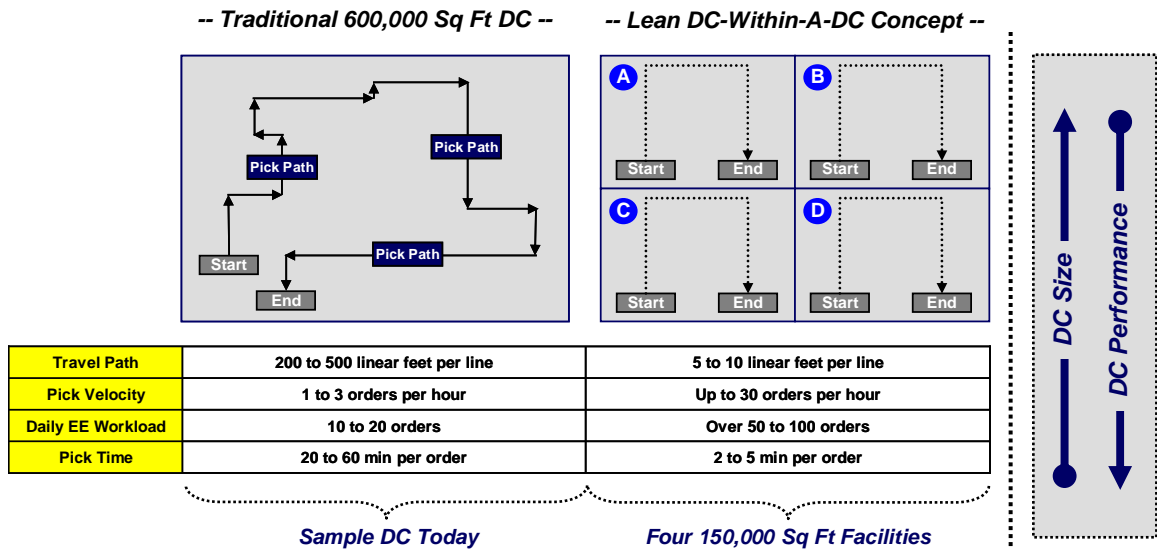 -- Traditional 600,000 Sq Ft DC --
-- Lean DC-Within-A-DC Concept --
Pick Path
Pick Path
Start
Pick Path
End
A
Start
End
B
Start
End
C
Start
End
D
Start
End
DC Size
DC Performance
Travel Path
200 to 500 linear feet per line
5 to 10 linear feet per line
Pick Velocity
1 to 3 orders per hour
Up to 30 orders per hour
Daily EE Workload
10 to 20 orders
Over 50 to 100 orders
Pick Time
20 to 60 min per order
2 to 5 min per order
Sample DC Today
Four 150,000 Sq Ft Facilities